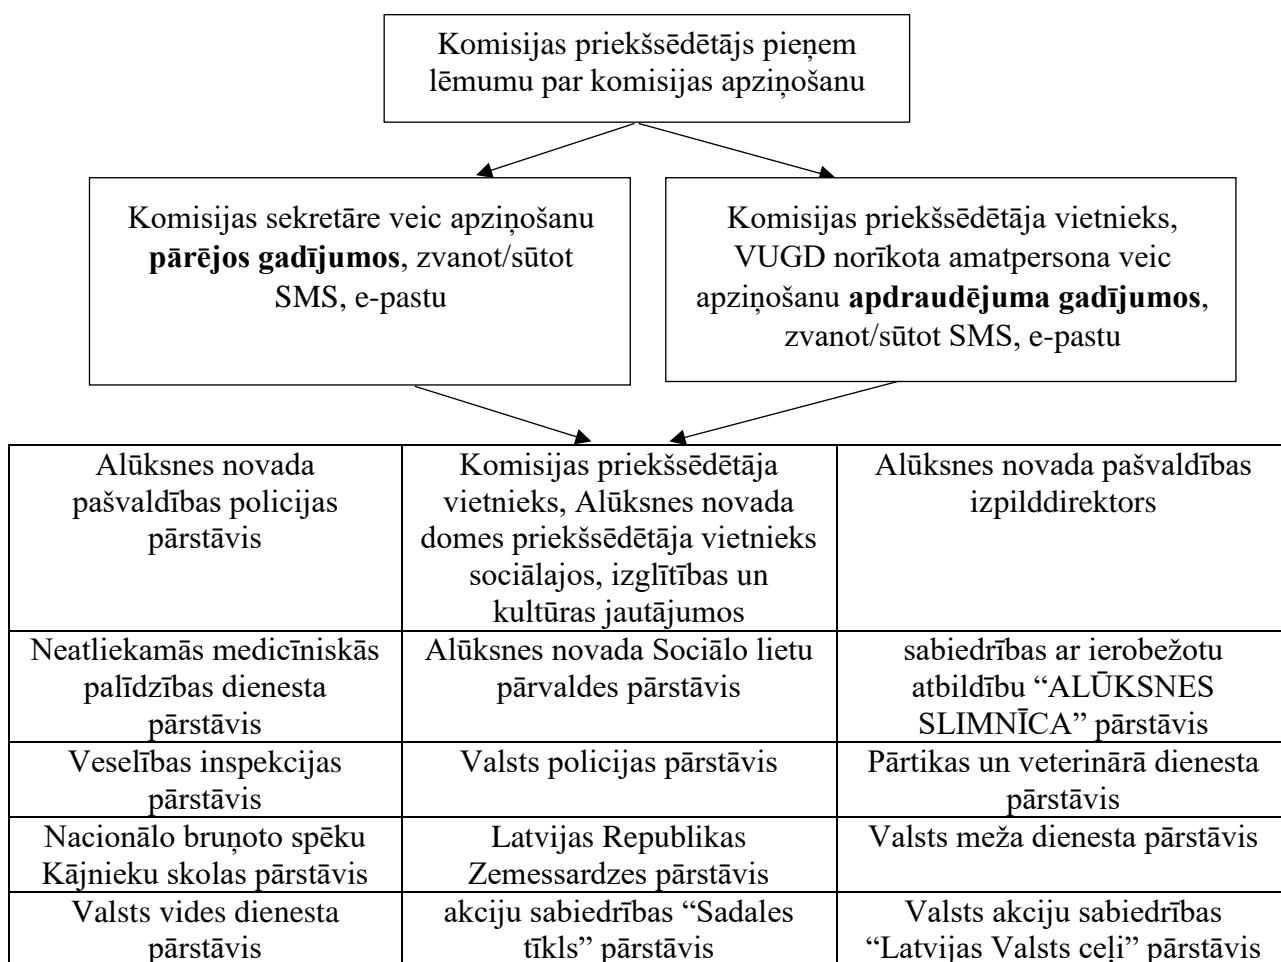 Komisijas priekšsēdētājs pieņem
lēmumu par komisijas apziņošanu
Komisijas sekretāre veic apziņošanu
pārējos gadījumos, zvanot/sūtot
SMS, e-pastu
Komisijas priekšsēdētāja vietnieks,
VUGD norīkota amatpersona veic
apziņošanu apdraudējuma gadījumos,
zvanot/sūtot SMS, e-pastu
Alūksnes novada
pašvaldības policijas
pārstāvis
Komisijas priekšsēdētāja
vietnieks, Alūksnes novada
domes priekšsēdētāja vietnieks
sociālajos, izglītības un
kultūras jautājumos
Alūksnes novada pašvaldības
izpilddirektors
Neatliekamās medicīniskās
palīdzības dienesta
pārstāvis
Alūksnes novada Sociālo lietu
pārvaldes pārstāvis
sabiedrības ar ierobežotu
atbildību “ALŪKSNES
SLIMNĪCA” pārstāvis
Veselības inspekcijas
pārstāvis
Valsts policijas pārstāvis
Pārtikas un veterinārā dienesta
pārstāvis
Nacionālo bruņoto spēku
Kājnieku skolas pārstāvis
Latvijas Republikas
Zemessardzes pārstāvis
Valsts meža dienesta pārstāvis
Valsts vides dienesta
pārstāvis
akciju sabiedrības “Sadales
tīkls” pārstāvis
Valsts akciju sabiedrības
“Latvijas Valsts ceļi” pārstāvis